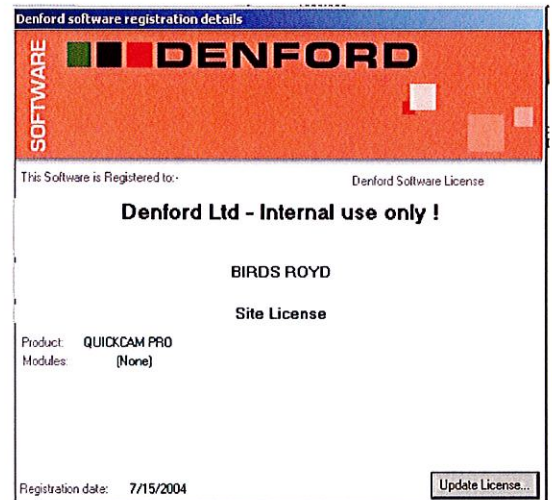 Denford software registration details
SOFTWARE
DENFORD
This Software is Registered to:-
Denford Software License
Denford Ltd - Internal use only !
BIRDS ROYD
Site License
Product: QUICKCAM PRO
Modules: (None)
Registration date: 7/15/2004
Update License...